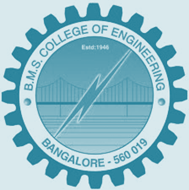 B.M.S. COLLEGE OF ENGINEERING
Estd:1946
BANGALORE - 560 019